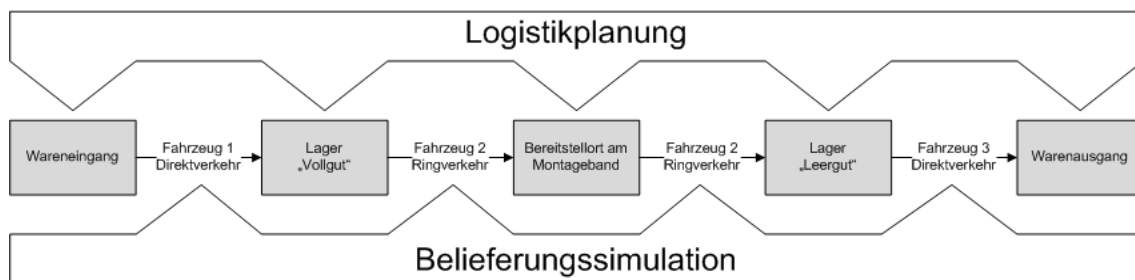 Logistikplanung
Wareneingang
Fahrzeug 1
Direktverkehr
Lager
„Vollgut“
Fahrzeug 2
Ringverkehr
Bereitstellort am
Montageband
Fahrzeug 2
Ringverkehr
Lager
„Leergut“
Fahrzeug 3
Direktverkehr
Warenausgang
Belieferungssimulation